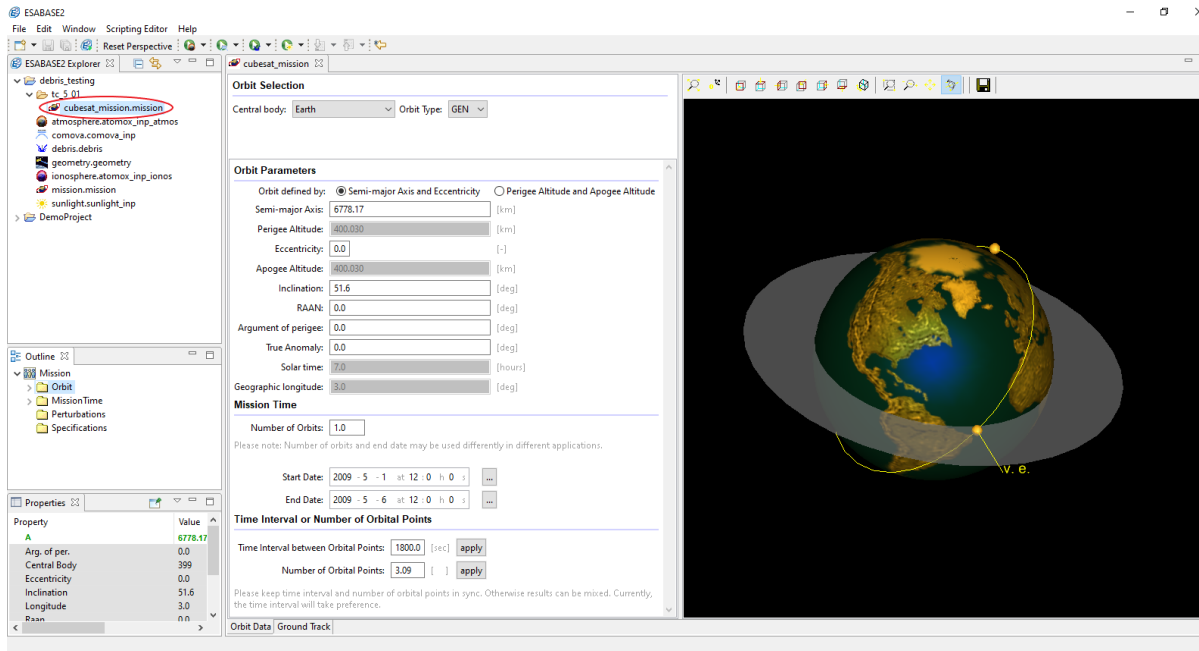 ESABASE2
File Edit Window Scripting Editor Help
Reset Perspective
ESABASE2 Explorer
debris_testing
tc_5_01
cubesat_mission.mission
atmosphere.atomox_inp_atmos
comova.comova_inp
debris.debris
geometry.geometry
ionosphere.atomox_inp_ionos
mission.mission
sunlight.sunlight_inp
DemoProject
Outline
Mission
Orbit
MissionTime
Perturbations
Specifications
Properties
Property Value
A 6778.17
Arg. of per. 0.0
Central Body 399
Eccentricity 0.0
Inclination 51.6
Longitude 3.0
Raan 0.0
cubesat_mission
Orbit Selection
Central body: Earth Orbit Type: GEN
Orbit Parameters
Orbit defined by: Semi-major Axis and Eccentricity Perigee Altitude and Apogee Altitude
Semi-major Axis: 6778.17 [km]
Perigee Altitude: 400.030 [km]
Eccentricity: 0.0 [-]
Apogee Altitude: 400.030 [km]
Inclination: 51.6 [deg]
RAAN: 0.0 [deg]
Argument of perigee: 0.0 [deg]
True Anomaly: 0.0 [deg]
Solar time: 7.0 [hours]
Geographic longitude: 3.0 [deg]
Mission Time
Number of Orbits: 1.0
Please note: Number of orbits and end date may be used differently in different applications.
Start Date: 2009 - 5 - 1 at 12 : 0 h 0 s ...
End Date: 2009 - 5 - 6 at 12 : 0 h 0 s ...
Time Interval or Number of Orbital Points
Time Interval between Orbital Points: 1800.0 [sec] apply
Number of Orbital Points: 3.09 [ ] apply
Please keep time interval and number of orbital points in sync. Otherwise results can be mixed. Currently,
the time interval will take preference.
Orbit Data Ground Track
v. e.